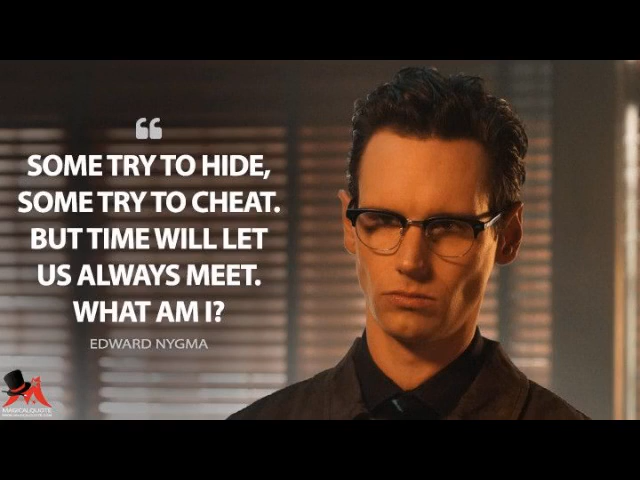 ❝
SOME TRY TO HIDE,
SOME TRY TO CHEAT.
BUT TIME WILL LET
US ALWAYS MEET.
WHAT AM I?
EDWARD NYGMA
MAGICALQUOTE